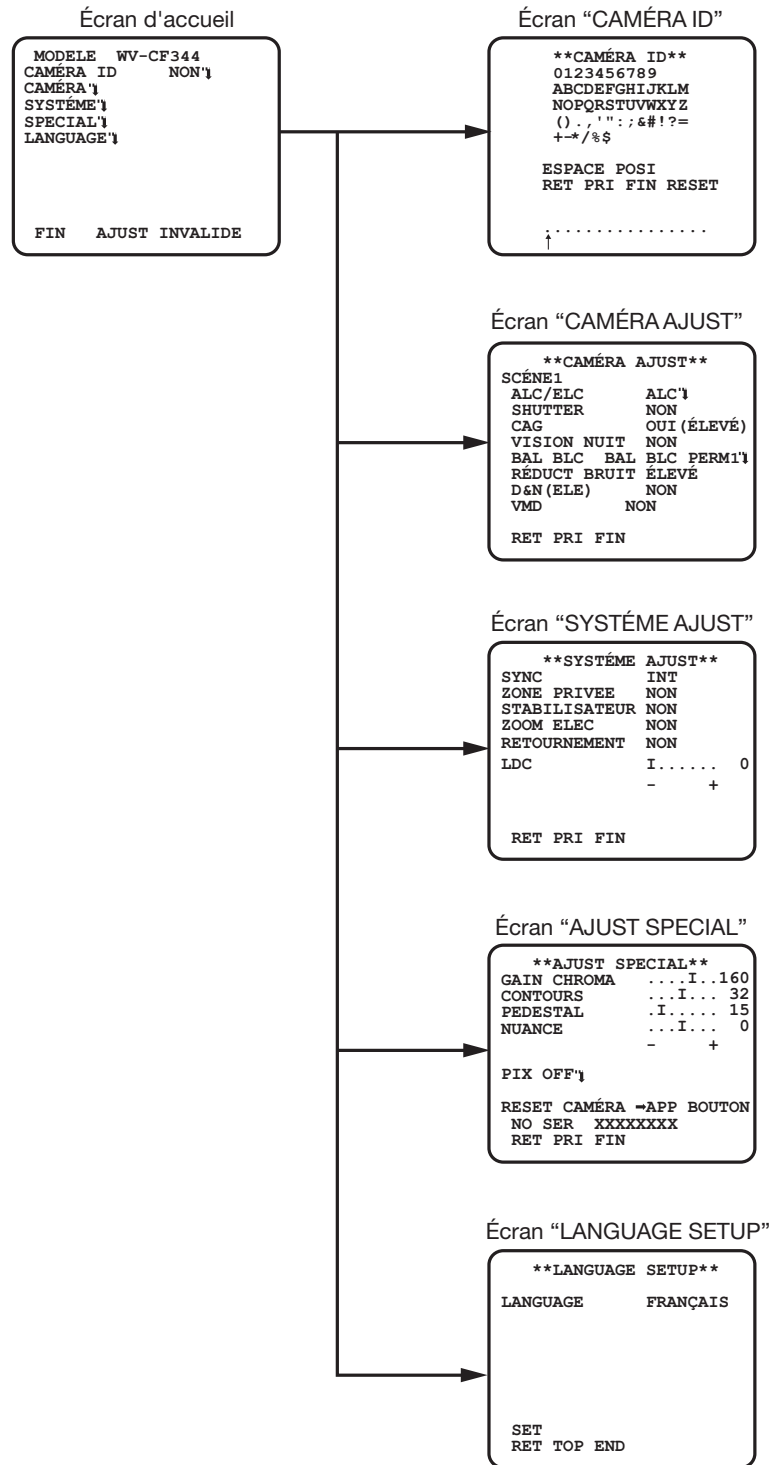 Écran d'accueil
MODELE WV-CF344
CAMÉRA ID NON
CAMÉRA
SYSTÉME
SPECIAL
LANGUAGE
FIN AJUST INVALIDE
Écran “CAMÉRA ID”
**CAMÉRA ID**
0123456789
ABCDEFGHIJKLM
NOPQRSTUVWXYZ
().,'":;&#!?=
+-*/%$
ESPACE POSI
RET PRI FIN RESET
................
↑
Écran “CAMÉRA AJUST”
**CAMÉRA AJUST**
SCÉNE1
ALC/ELC ALC
SHUTTER NON
CAG OUI(ÉLEVÉ)
VISION NUIT NON
BAL BLC BAL BLC PERM1
RÉDUCT BRUIT ÉLEVÉ
D&N(ELE) NON
VMD NON
RET PRI FIN
Écran “SYSTÉME AJUST”
**SYSTÉME AJUST**
SYNC INT
ZONE PRIVEE NON
STABILISATEUR NON
ZOOM ELEC NON
RETOURNEMENT NON
LDC I...... 0
- +
RET PRI FIN
Écran “AJUST SPECIAL”
**AJUST SPECIAL**
GAIN CHROMA ....I..160
CONTOURS ...I... 32
PEDESTAL .I..... 15
NUANCE ...I... 0
- +
PIX OFF
RESET CAMÉRA ➞APP BOUTON
NO SER XXXXXXXX
RET PRI FIN
Écran “LANGUAGE SETUP”
**LANGUAGE SETUP**
LANGUAGE FRANÇAIS
SET
RET TOP END